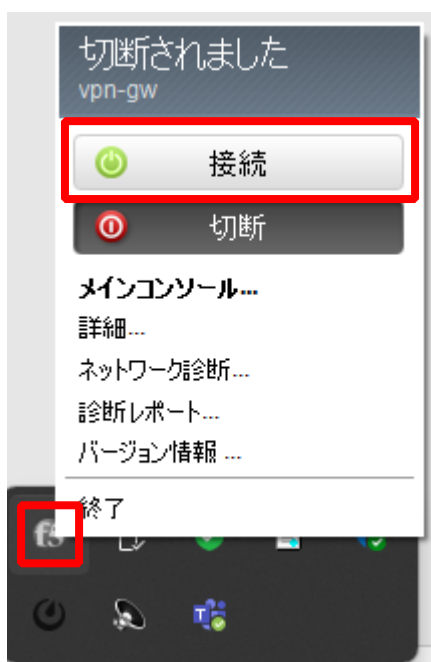 切断されました
vpn-gw
接続
切断
メインコンソール...
詳細...
ネットワーク診断...
診断レポート...
バージョン情報 ...
終了
f5